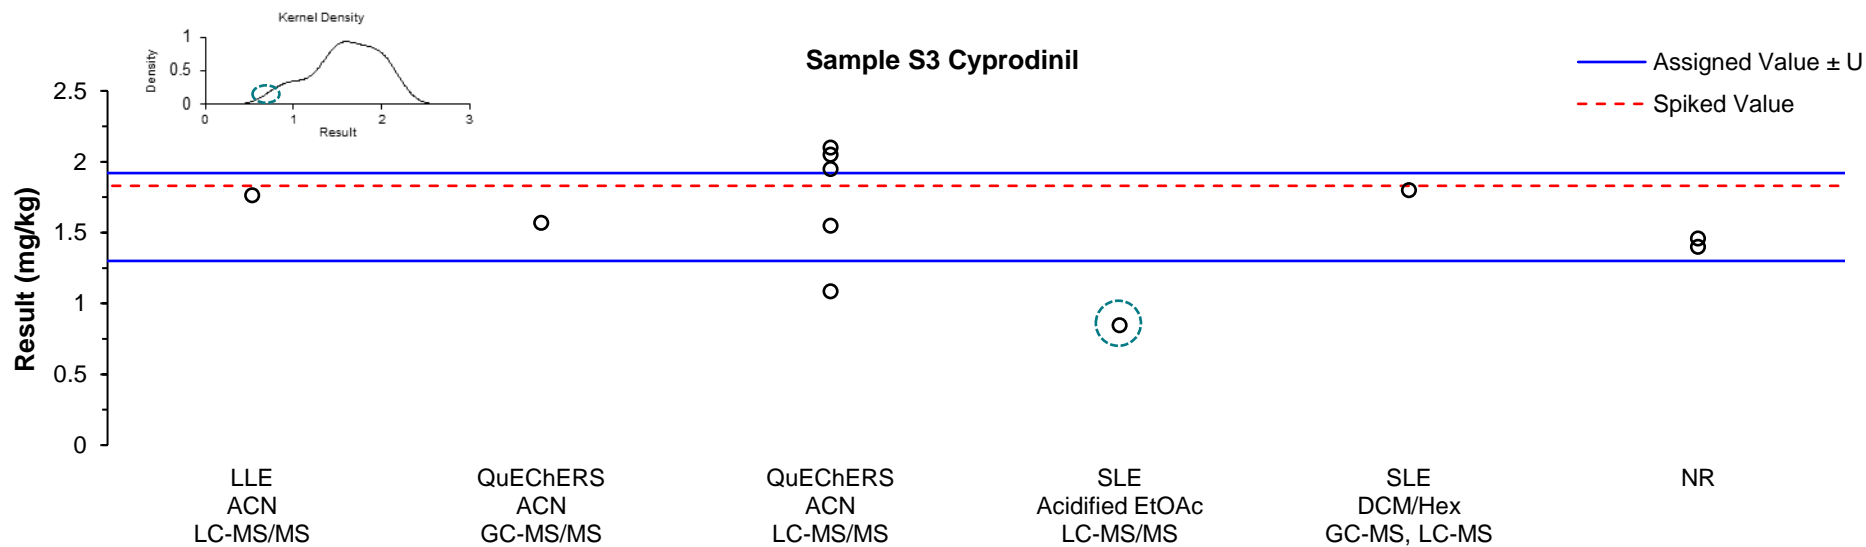 Kernel Density
Density
1
0.5
0
0
1
2
3
Result
Sample S3 Cyprodinil
Assigned Value ± U
Spiked Value
Result (mg/kg)
2.5
2
1.5
1
0.5
0
LLE
ACN
LC-MS/MS
QuEChERS
ACN
GC-MS/MS
QuEChERS
ACN
LC-MS/MS
SLE
Acidified EtOAc
LC-MS/MS
SLE
DCM/Hex
GC-MS, LC-MS
NR